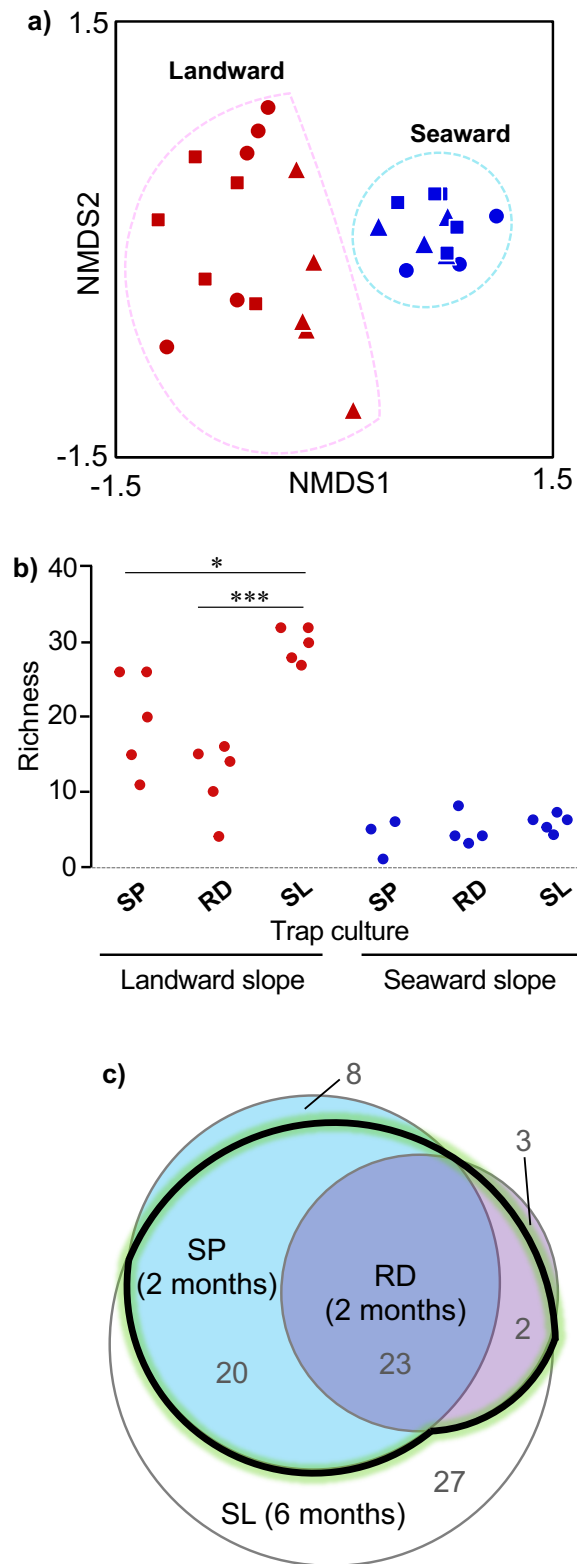 a)
1.5
Landward
Seaward
NMDS2
-1.5
-1.5
NMDS1
1.5
b)
40
*
***
30
Richness
20
10
0
SP
RD
SL
SP
RD
SL
Trap culture
Landward slope
Seaward slope
c)
8
3
SP
(2 months)
RD
(2 months)
2
20
23
27
SL (6 months)